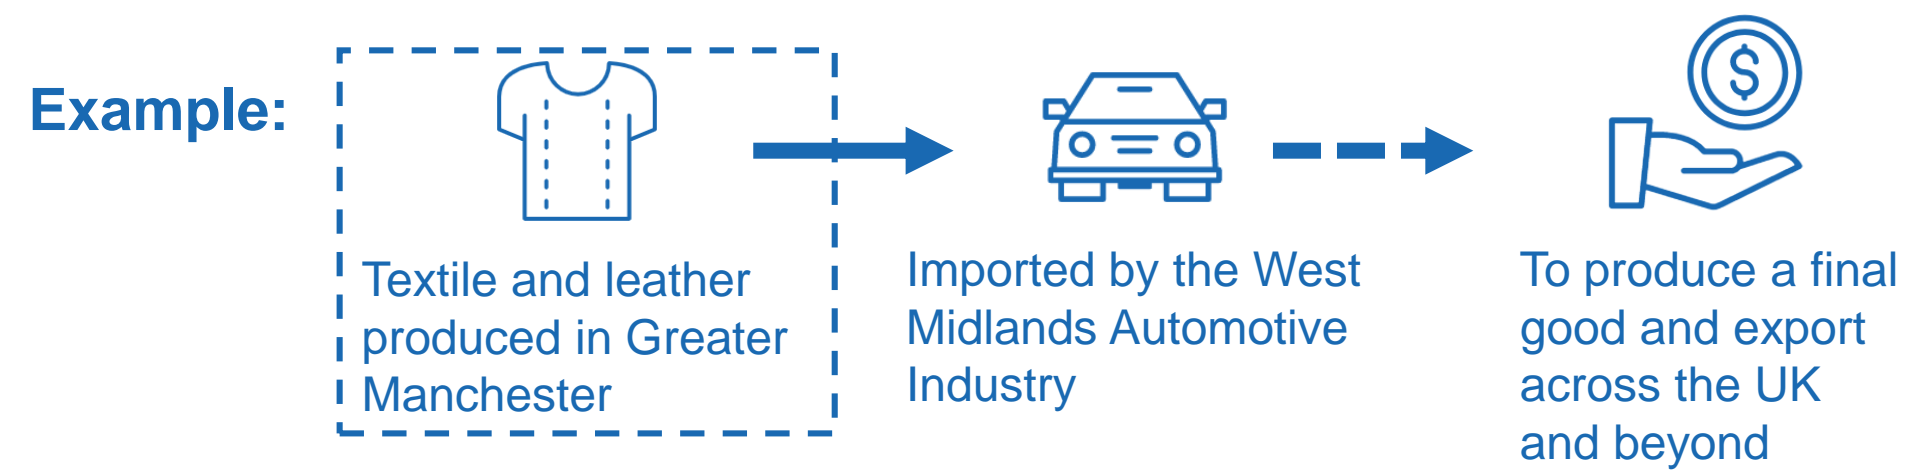 Example:
$
Textile and leather
produced in Greater
Manchester
Imported by the West
Midlands Automotive
Industry
To produce a final
good and export
across the UK
and beyond